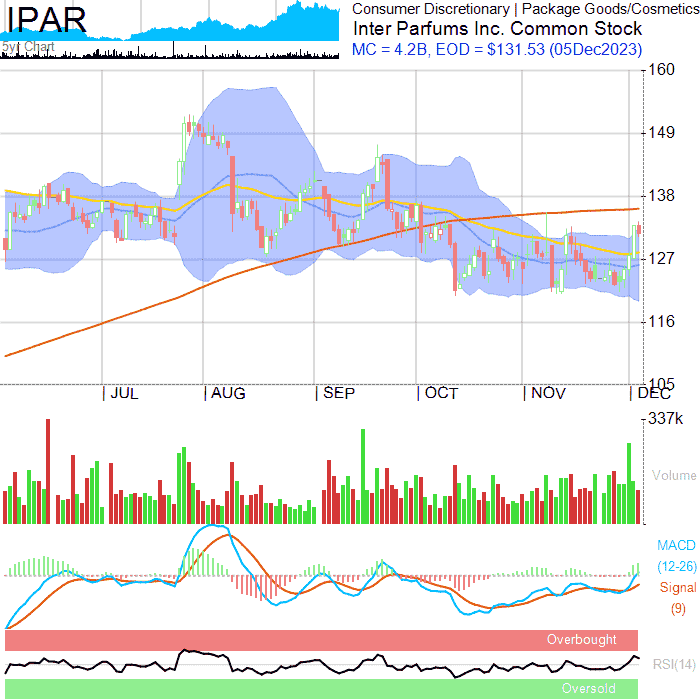 IPAR
5yr Chart
Consumer Discretionary | Package Goods/Cosmetics
Inter Parfums Inc. Common Stock
MC = 4.2B, EOD = $131.53 (05Dec2023)
160
149
138
127
116
105
JUL
AUG
SEP
OCT
NOV
DEC
337k
Volume
MACD
(12-26)
Signal
(9)
Overbought
RSI(14)
Oversold